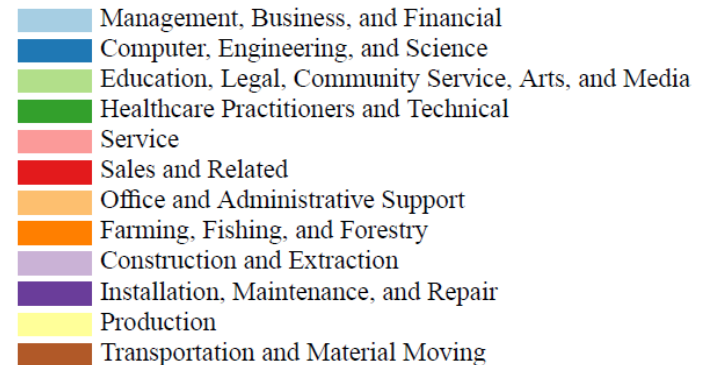 Management, Business, and Financial
Computer, Engineering, and Science
Education, Legal, Community Service, Arts, and Media
Healthcare Practitioners and Technical
Service
Sales and Related
Office and Administrative Support
Farming, Fishing, and Forestry
Construction and Extraction
Installation, Maintenance, and Repair
Production
Transportation and Material Moving